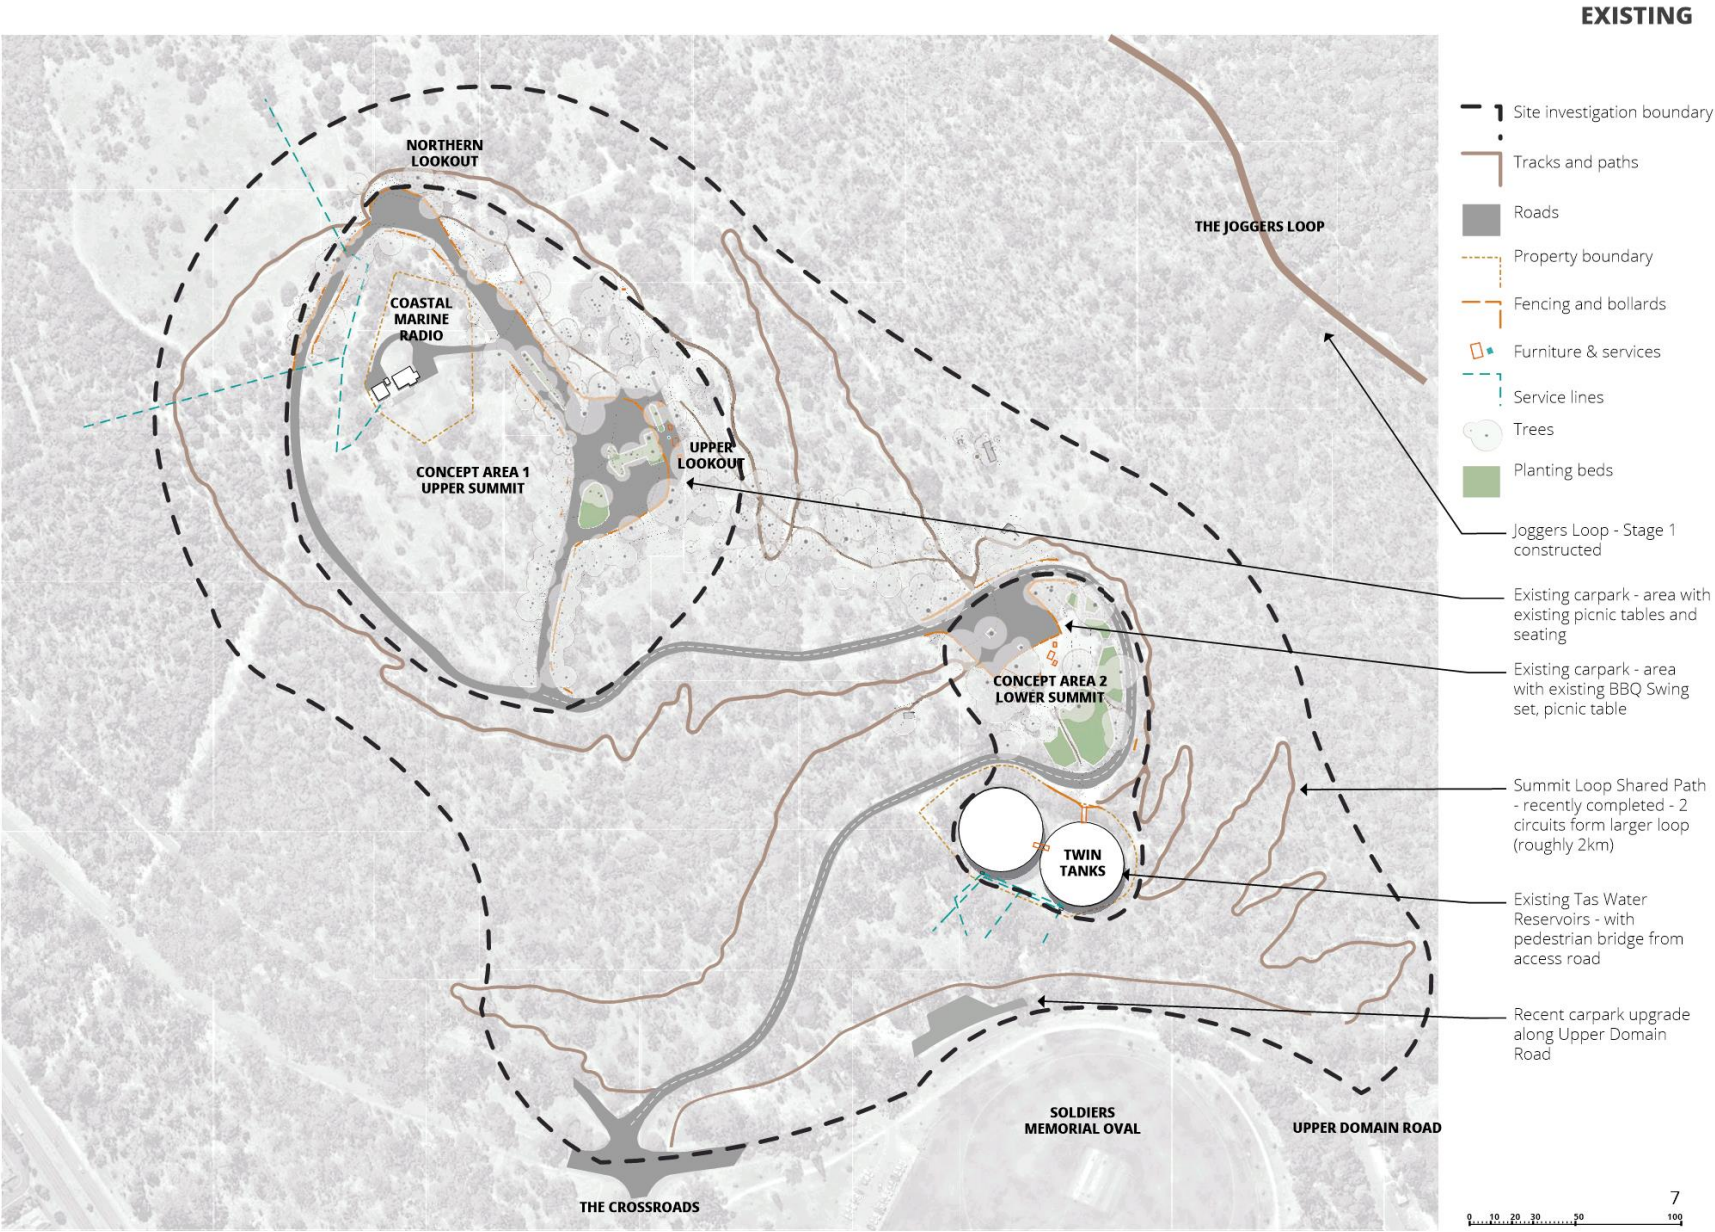 EXISTING
NORTHERN
LOOKOUT
COASTAL
MARINE
RADIO
CONCEPT AREA 1
UPPER SUMMIT
UPPER
LOOKOUT
THE JOGGERS LOOP
CONCEPT AREA 2
LOWER SUMMIT
TWIN
TANKS
SOLDIERS
MEMORIAL OVAL
UPPER DOMAIN ROAD
THE CROSSROADS
Site investigation boundary
Tracks and paths
Roads
Property boundary
Fencing and bollards
Furniture & services
Service lines
Trees
Planting beds
Joggers Loop - Stage 1
constructed
Existing carpark - area with
existing picnic tables and
seating
Existing carpark - area
with existing BBQ Swing
set, picnic table
Summit Loop Shared Path
- recently completed - 2
circuits form larger loop
(roughly 2km)
Existing Tas Water
Reservoirs - with
pedestrian bridge from
access road
Recent carpark upgrade
along Upper Domain
Road
7
0 10 20 30 50 100